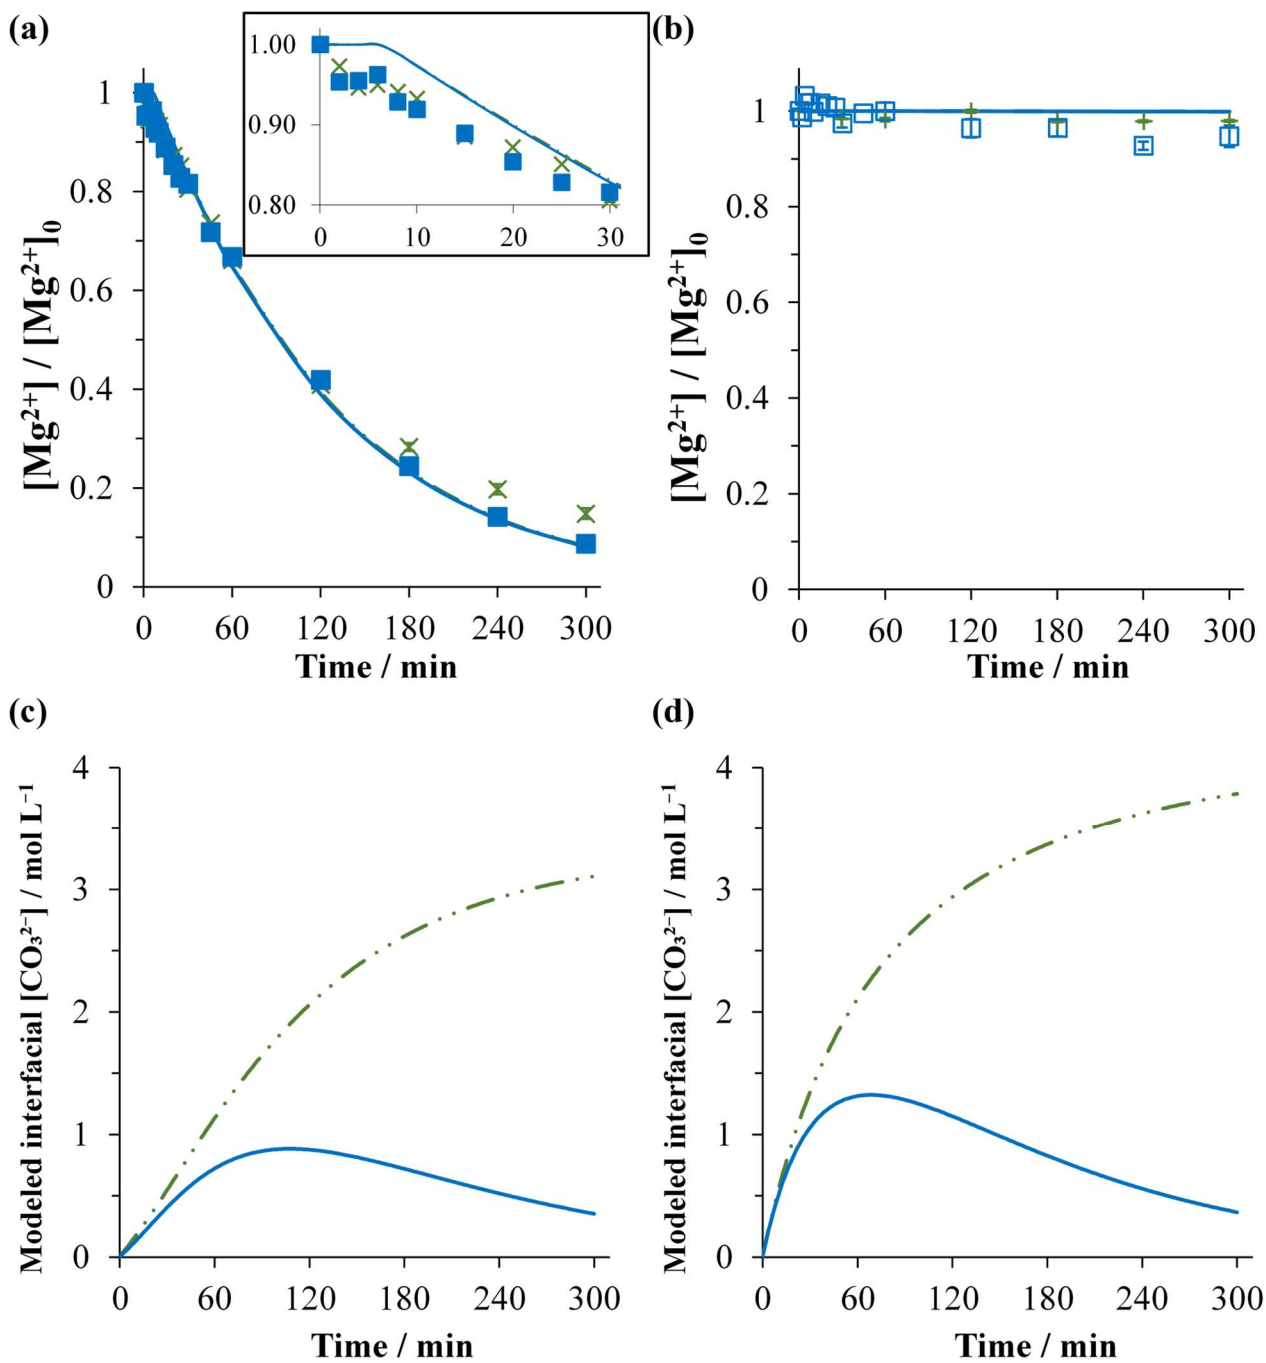 (a)
1.00
0.90
0.80
0 10 20 30
1
0.8
0.6
0.4
0.2
0
[Mg²⁺] / [Mg²⁺]₀
0 60 120 180 240 300
Time / min
(b)
1
0.8
0.6
0.4
0.2
0
[Mg²⁺] / [Mg²⁺]₀
0 60 120 180 240 300
Time / min
(c)
4
3
2
1
0
Modeled interfacial [CO₃²⁻] / mol L⁻¹
0 60 120 180 240 300
Time / min
(d)
4
3
2
1
0
Modeled interfacial [CO₃²⁻] / mol L⁻¹
0 60 120 180 240 300
Time / min